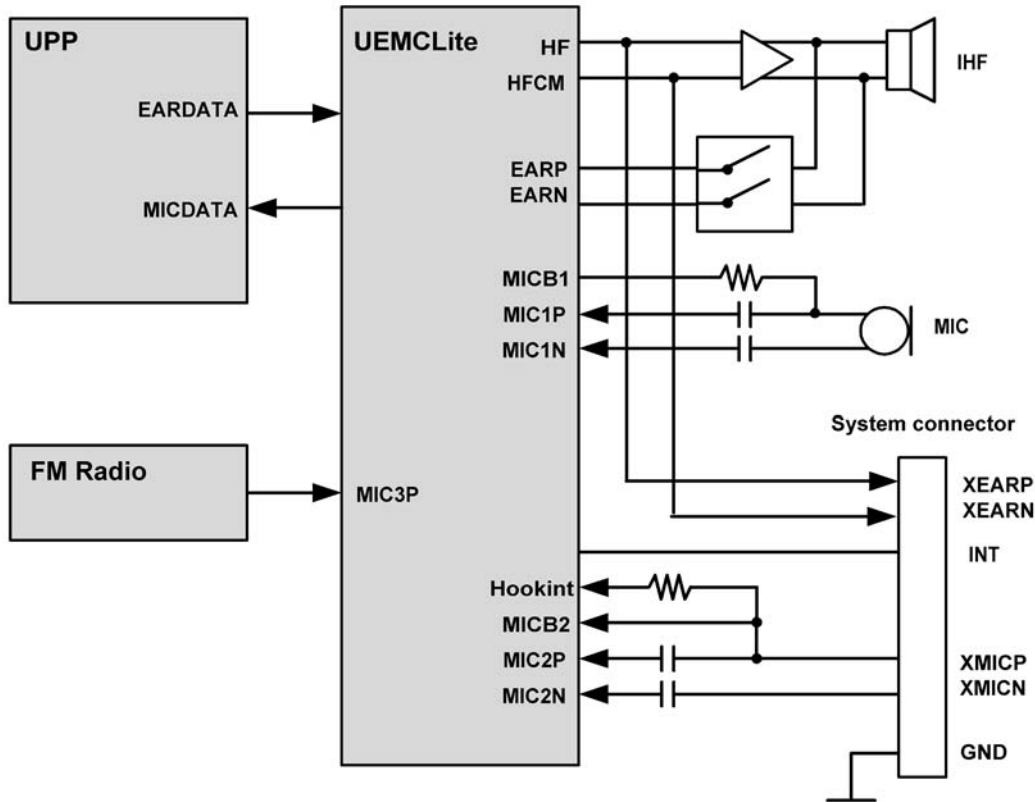 UPP
EARDATA
MICDATA
FM Radio
UEMCLite
HF
HFCM
EARP
EARN
MICB1
MIC1P
MIC1N
MIC3P
Hookint
MICB2
MIC2P
MIC2N
IHF
MIC
System connector
XEARP
XEARN
INT
XMICP
XMICN
GND